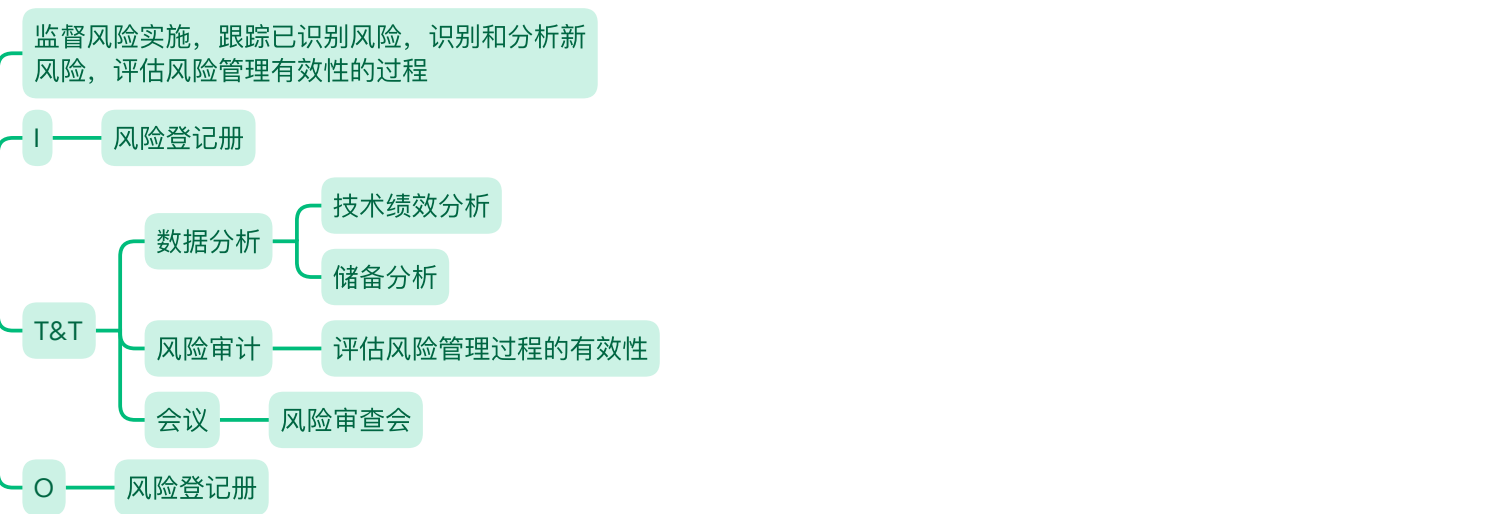 监督风险实施，跟踪已识别风险，识别和分析新
风险，评估风险管理有效性的过程
I
风险登记册
技术绩效分析
数据分析
储备分析
T&T
风险审计
评估风险管理过程的有效性
会议
风险审查会
O
风险登记册